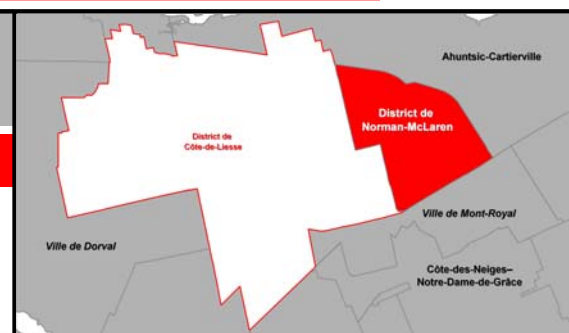 Ahuntsic-Cartierville
District de
Norman-McLaren
District de
Côte-de-Liesse
Ville de Mont-Royal
Ville de Dorval
Côte-des-Neiges–
Notre-Dame-de-Grâce